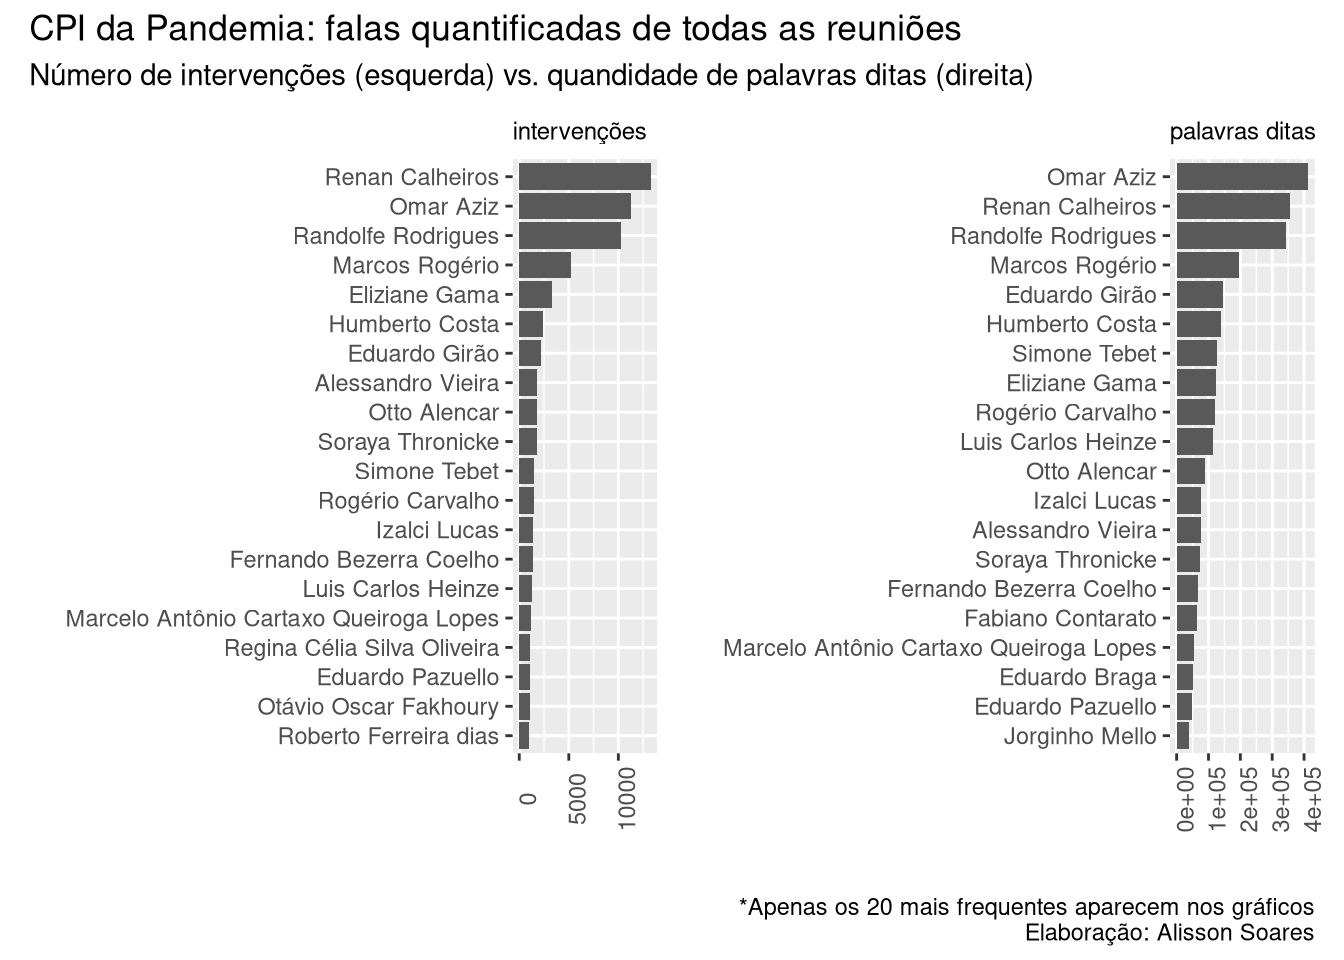 CPI da Pandemia: falas quantificadas de todas as reuniões
Número de intervenções (esquerda) vs. quandidade de palavras ditas (direita)
intervenções
Renan Calheiros
Omar Aziz
Randolfe Rodrigues
Marcos Rogério
Eliziane Gama
Humberto Costa
Eduardo Girão
Alessandro Vieira
Otto Alencar
Soraya Thronicke
Simone Tebet
Rogério Carvalho
Izalci Lucas
Fernando Bezerra Coelho
Luis Carlos Heinze
Marcelo Antônio Cartaxo Queiroga Lopes
Regina Célia Silva Oliveira
Eduardo Pazuello
Otávio Oscar Fakhoury
Roberto Ferreira dias
0
5000
10000
palavras ditas
Omar Aziz
Renan Calheiros
Randolfe Rodrigues
Marcos Rogério
Eduardo Girão
Humberto Costa
Simone Tebet
Eliziane Gama
Rogério Carvalho
Luis Carlos Heinze
Otto Alencar
Izalci Lucas
Alessandro Vieira
Soraya Thronicke
Fernando Bezerra Coelho
Fabiano Contarato
Marcelo Antônio Cartaxo Queiroga Lopes
Eduardo Braga
Eduardo Pazuello
Jorginho Mello
0e+00
1e+05
2e+05
3e+05
4e+05
*Apenas os 20 mais frequentes aparecem nos gráficos
Elaboração: Alisson Soares